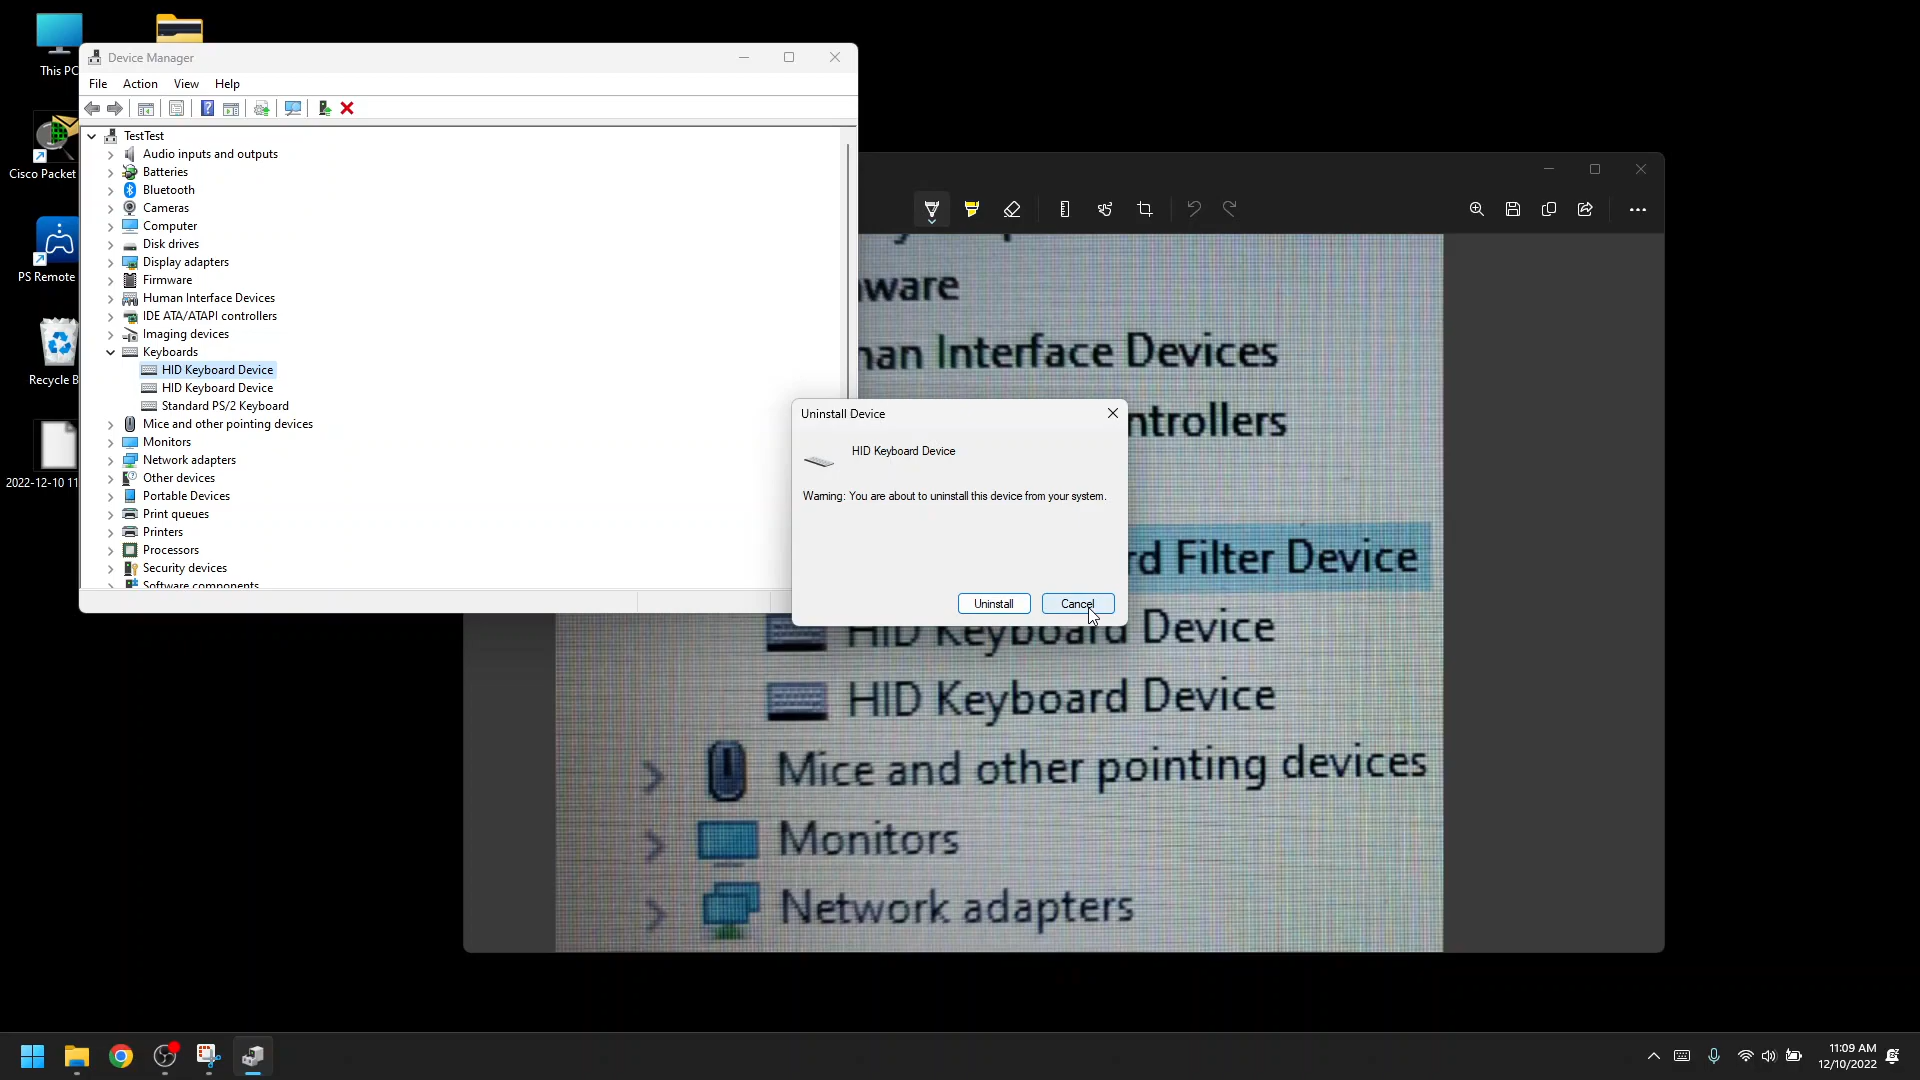 This PC
Cisco Packet
PS Remote
Recycle B
2022-12-10 11
Device Manager
File
Action
View
Help
TestTest
Audio inputs and outputs
Batteries
Bluetooth
Cameras
Computer
Disk drives
Display adapters
Firmware
Human Interface Devices
IDE ATA/ATAPI controllers
Imaging devices
Keyboards
HID Keyboard Device
HID Keyboard Device
Standard PS/2 Keyboard
Mice and other pointing devices
Monitors
Network adapters
Other devices
Portable Devices
Print queues
Printers
Processors
Security devices
Software components
Uninstall Device
HID Keyboard Device
Warning: You are about to uninstall this device from your system.
Uninstall
Cancel
ware
an Interface Devices
ntrollers
rd Filter Device
HID Keyboard Device
HID Keyboard Device
Mice and other pointing devices
Monitors
Network adapters
11:09 AM
12/10/2022